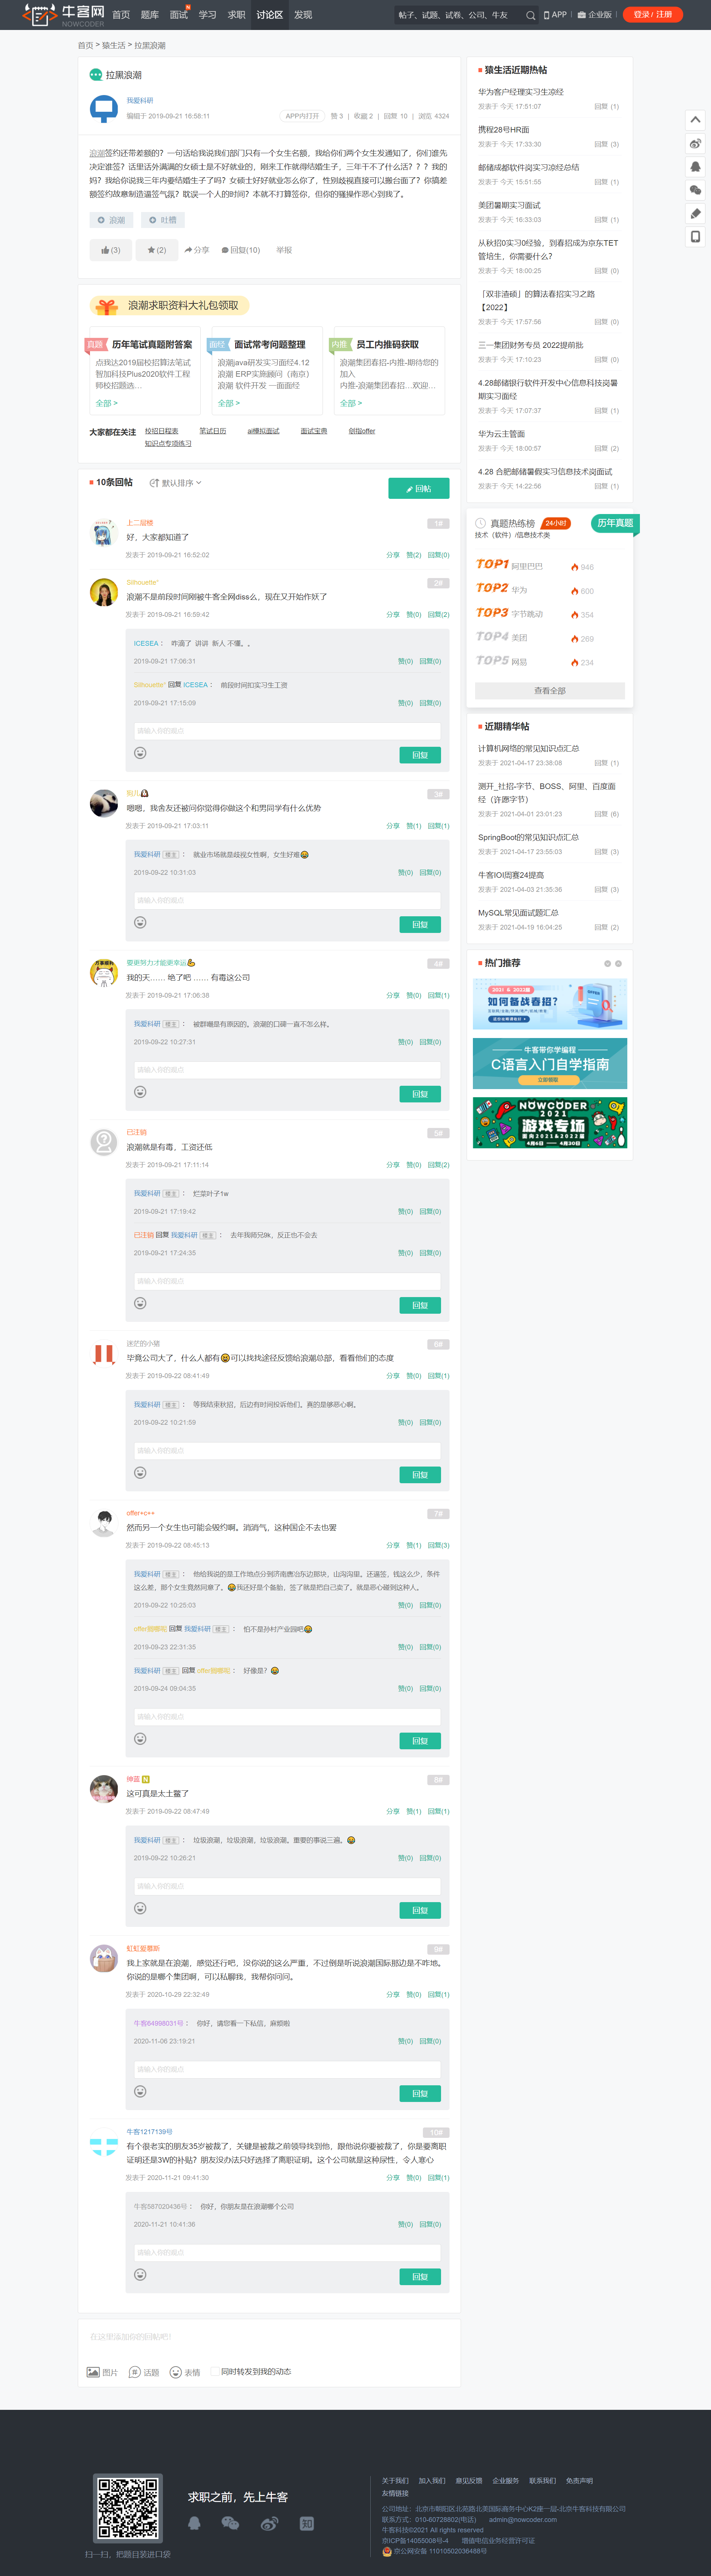 牛客网 NOWCODER 首页 题库 面试 学习 求职 讨论区 发现 帖子、试题、试卷、公司、牛友 APP | 企业版 | 登录 / 注册
首页 > 猿生活 > 拉黑浪潮
拉黑浪潮
我爱科研
编辑于 2019-09-21 16:58:11 APP内打开 赞 3 | 收藏 2 | 回复 10 | 浏览 4324
浪潮签约还带差额的？一句话给我说我们部门只有一个女生名额，我给你们两个女生发通知了，你们谁先
决定谁签？话里话外满满的女硕士是不好就业的，刚来工作就得结婚生子，三年干不了什么活？？？我的
妈？我给你说我三年内要结婚生子了吗？女硕士好好就业怎么你了，性别歧视直接可以搬台面了？你搞差
额签约故意制造逼签气氛？耽误一个人的时间？本就不打算签你，但你的骚操作恶心到我了。
浪潮 吐槽
(3) (2) 分享 回复(10) 举报
浪潮求职资料大礼包领取
真题 历年笔试真题附答案
点我达2019届校招算法笔试
智加科技Plus2020软件工程
师校招题选...
全部 >
面经 面试常考问题整理
浪潮java研发实习面经4.12
浪潮 ERP实施顾问（南京）
浪潮 软件开发 一面面经
全部 >
内推 员工内推码获取
浪潮集团春招-内推-期待您的
加入
内推-浪潮集团春招...欢迎...
全部 >
大家都在关注 校招日程表 笔试日历 ai模拟面试 面试宝典 剑指offer
知识点专项练习
10条回帖 默认排序 回帖
上二层楼 1#
好，大家都知道了
发表于 2019-09-21 16:52:02 分享 赞(2) 回复(0)
Silhouette° 2#
浪潮不是前段时间刚被牛客全网diss么，现在又开始作妖了
发表于 2019-09-21 16:59:42 分享 赞(0) 回复(2)
ICESEA： 咋滴了 讲讲 新人 不懂。。
2019-09-21 17:06:31 赞(0) 回复(0)
Silhouette° 回复 ICESEA： 前段时间扣实习生工资
2019-09-21 17:15:09 赞(0) 回复(0)
请输入你的观点
回复
3#
嗯嗯，我舍友还被问你觉得你做这个和男同学有什么优势
发表于 2019-09-21 17:03:11 分享 赞(1) 回复(1)
我爱科研 楼主： 就业市场就是歧视女性啊，女生好难
2019-09-22 10:31:03 赞(0) 回复(0)
请输入你的观点
回复
要更努力才能更幸运 4#
我的天…… 绝了吧 …… 有毒这公司
发表于 2019-09-21 17:06:38 分享 赞(0) 回复(1)
我爱科研 楼主： 被群嘲是有原因的。浪潮的口碑一直不怎么样。
2019-09-22 10:27:31 赞(0) 回复(0)
请输入你的观点
回复
已注销 5#
浪潮就是有毒，工资还低
发表于 2019-09-21 17:11:14 分享 赞(0) 回复(2)
我爱科研 楼主： 烂菜叶子1w
2019-09-21 17:19:42 赞(0) 回复(0)
已注销 回复 我爱科研 楼主： 去年我师兄8k，反正也不会去
2019-09-21 17:24:35 赞(0) 回复(0)
请输入你的观点
回复
迷茫的小猪 6#
毕竟公司大了，什么人都有可以找找途径反馈给浪潮总部，看看他们的态度
发表于 2019-09-22 08:41:49 分享 赞(0) 回复(1)
我爱科研 楼主： 等我结束秋招，后边有时间投诉他们。真的是够恶心啊。
2019-09-22 10:21:59 赞(0) 回复(0)
请输入你的观点
回复
offer+c++ 7#
然而另一个女生也可能会毁约啊。消消气，这种国企不去也罢
发表于 2019-09-22 08:45:13 分享 赞(1) 回复(3)
我爱科研 楼主： 他给我说的是工作地点分到济南唐冶东边那块，山沟沟里。还逼签，钱这么少，条件
这么差，那个女生竟然同意了。我还好是个备胎，签了就是把自己卖了。就是恶心碰到这种人。
2019-09-22 10:25:03 赞(0) 回复(0)
回复 我爱科研 楼主： 怕不是孙村产业园吧
2019-09-23 22:31:35 赞(0) 回复(0)
我爱科研 楼主 回复 ： 好像是？
2019-09-24 09:04:35 赞(0) 回复(0)
请输入你的观点
回复
8#
这可真是太土鳖了
发表于 2019-09-22 08:47:49 分享 赞(1) 回复(1)
我爱科研 楼主： 垃圾浪潮，垃圾浪潮，垃圾浪潮。重要的事说三遍。
2019-09-22 10:26:21 赞(0) 回复(0)
请输入你的观点
回复
9#
我上家就是在浪潮，感觉还行吧，没你说的这么严重，不过倒是听说浪潮国际那边是不咋地。
你说的是哪个集团啊，可以私聊我，我帮你问问。
发表于 2020-10-29 22:32:49 分享 赞(0) 回复(1)
牛客64998031号： 你好，请您看一下私信，麻烦啦
2020-11-06 23:19:21 赞(0) 回复(0)
请输入你的观点
回复
牛客1217139号 10#
有个很老实的朋友35岁被裁了，关键是被裁之前领导找到他，跟他说你要被裁了，你是要离职
证明还是3W的补贴？朋友没办法只好选择了离职证明。这个公司就是这种尿性，令人寒心
发表于 2020-11-21 09:41:30 分享 赞(0) 回复(1)
牛客587020436号： 你好，你朋友是在浪潮哪个公司
2020-11-21 10:41:36 赞(0) 回复(0)
请输入你的观点
回复
图片 话题 表情 同时转发到我的动态
猿生活近期热帖
华为客户经理实习生凉经
发表于 今天 17:51:07 回复 (1)
携程28号HR面
发表于 今天 17:33:30 回复 (3)
邮储成都软件岗实习凉经总结
发表于 今天 15:51:55 回复 (1)
美团暑期实习面试
发表于 今天 16:33:03 回复 (1)
从秋招0实习0经验，到春招成为京东TET
管培生，你需要什么？
发表于 今天 18:00:25 回复 (0)
「双非渣硕」的算法春招实习之路
【2022】
发表于 今天 17:57:56 回复 (0)
三一集团财务专员 2022提前批
发表于 今天 17:10:23 回复 (0)
4.28邮储银行软件开发中心信息科技岗暑
期实习面经
发表于 今天 17:07:37 回复 (1)
华为云主管面
发表于 今天 18:00:57 回复 (2)
4.28 合肥邮储暑假实习信息技术岗面试
发表于 今天 14:22:56 回复 (1)
真题热练榜 24小时 历年真题
技术（软件）/信息技术类
TOP1 阿里巴巴 946
TOP2 华为 600
TOP3 字节跳动 354
TOP4 美团 269
TOP5 网易 234
查看全部
近期精华帖
计算机网络的常见知识点汇总
发表于 2021-04-17 23:38:08 回复 (1)
测开_社招-字节、BOSS、阿里、百度面
经（许愿字节）
发表于 2021-04-01 23:01:23 回复 (6)
SpringBoot的常见知识点汇总
发表于 2021-04-17 23:55:03 回复 (3)
牛客IOI周赛24提高
发表于 2021-04-03 21:35:36 回复 (3)
MySQL常见面试题汇总
发表于 2021-04-19 16:04:25 回复 (2)
热门推荐
如何备战春招？
牛客带你学编程
C语言入门自学指南
立即领取
NOWCODER
2021
游戏专场
面向2021&2022届
4月6日 — 4月30日
扫一扫，把题目装进口袋
求职之前，先上牛客
关于我们 加入我们 意见反馈 企业服务 联系我们 免责声明
友情链接
公司地址：北京市朝阳区北苑路北美国际商务中心K2座一层-北京牛客科技有限公司
联系方式：010-60728802(电话) admin@nowcoder.com
牛客科技©2021 All rights reserved
京ICP备14055008号-4 增值电信业务经营许可证
京公网安备 11010502036488号